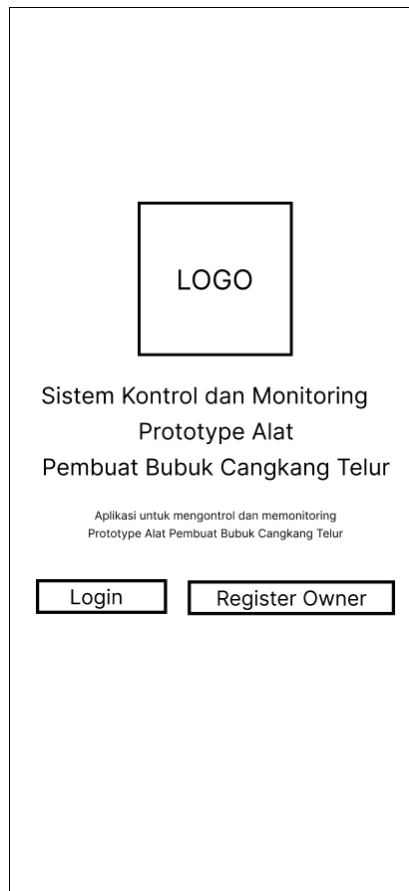 LOGO
Sistem Kontrol dan Monitoring
Prototype Alat
Pembuat Bubuk Cangkang Telur
Aplikasi untuk mengontrol dan memonitoring
Prototype Alat Pembuat Bubuk Cangkang Telur
Login
Register Owner